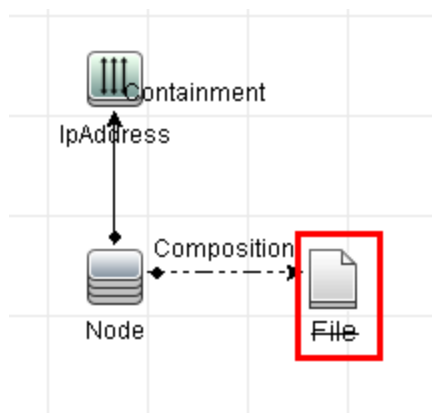 Containment
IpAddress
Composition
Node
File